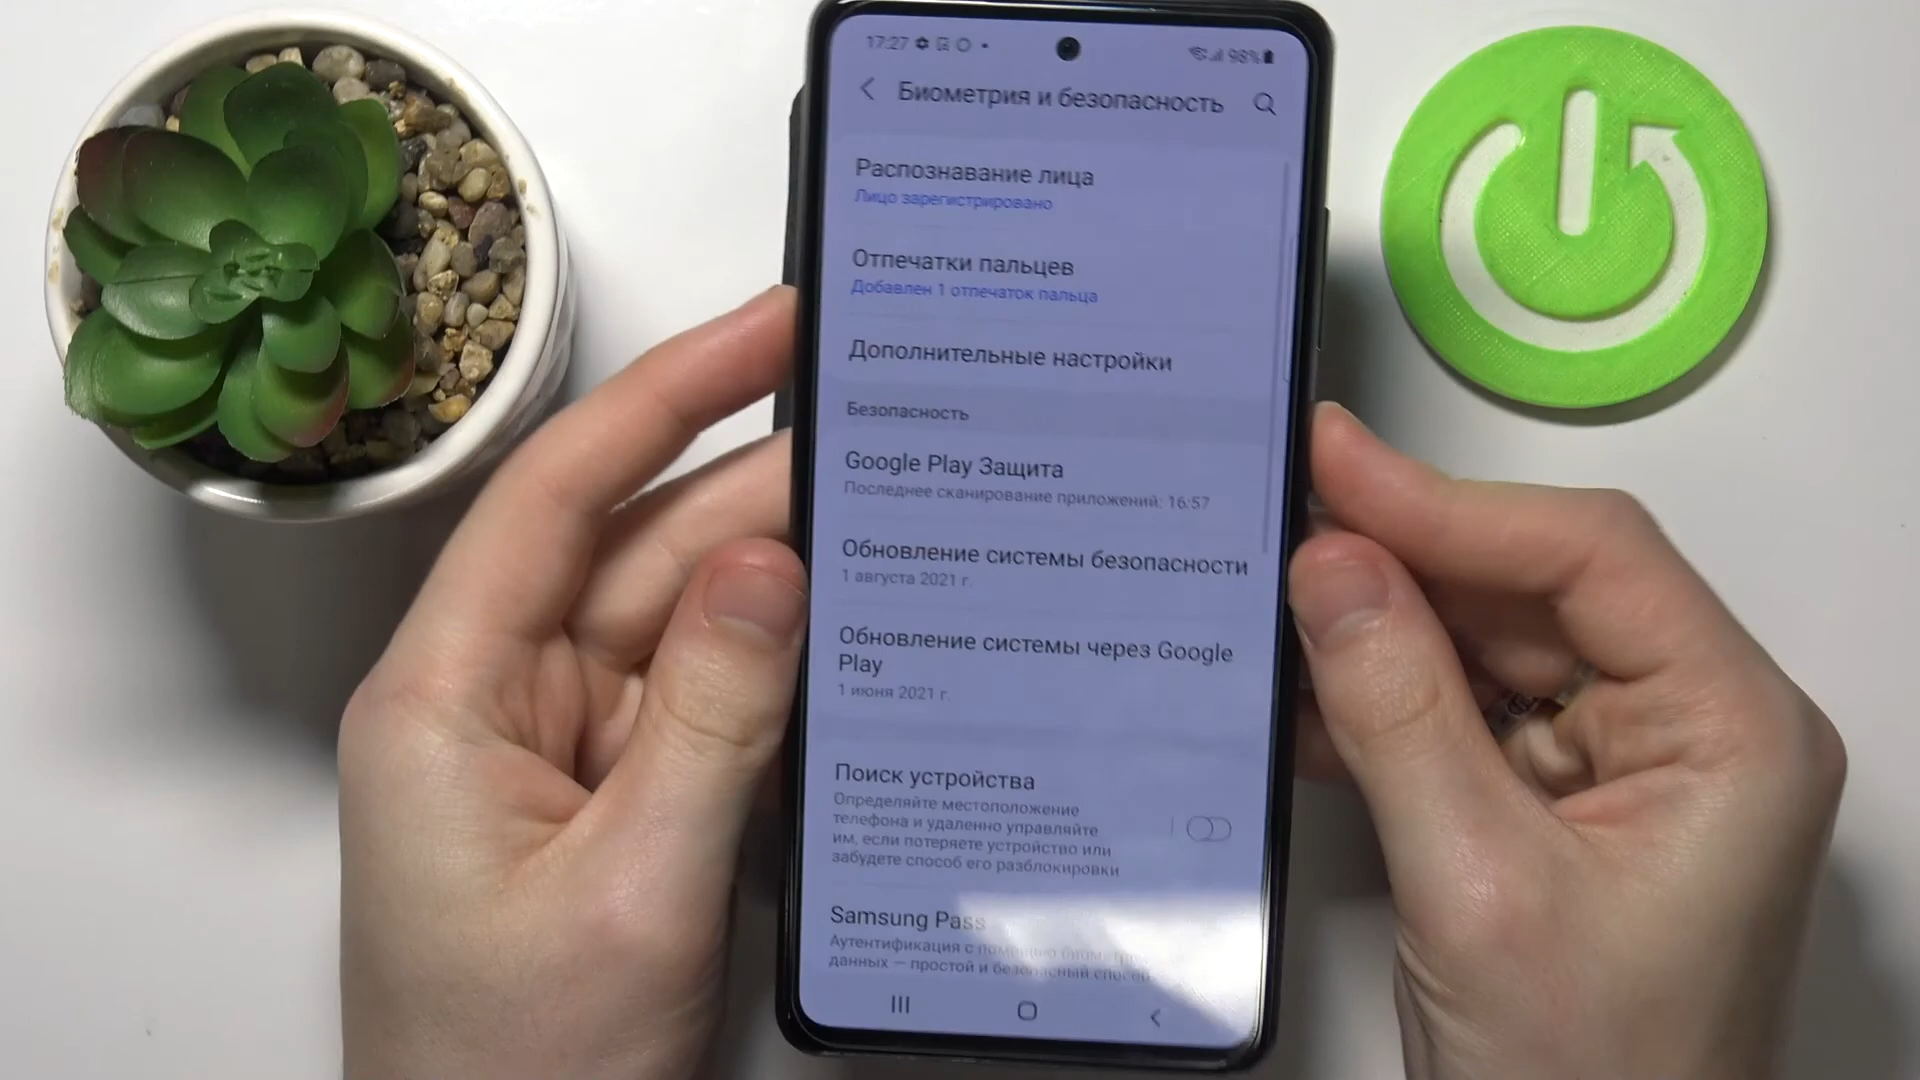 17:27
98%
Биометрия и безопасность
Распознавание лица
Лицо зарегистрировано
Отпечатки пальцев
Добавлен 1 отпечаток пальца
Дополнительные настройки
Безопасность
Google Play Защита
Последнее сканирование приложений: 16:57
Обновление системы безопасности
1 августа 2021 г.
Обновление системы через Google
Play
1 июня 2021 г.
Поиск устройства
Определяйте местоположение
телефона и удаленно управляйте
им, если потеряете устройство или
забудете способ его разблокировки
Samsung Pass
Аутентификация с помощью
данных — простой и безопасный способ